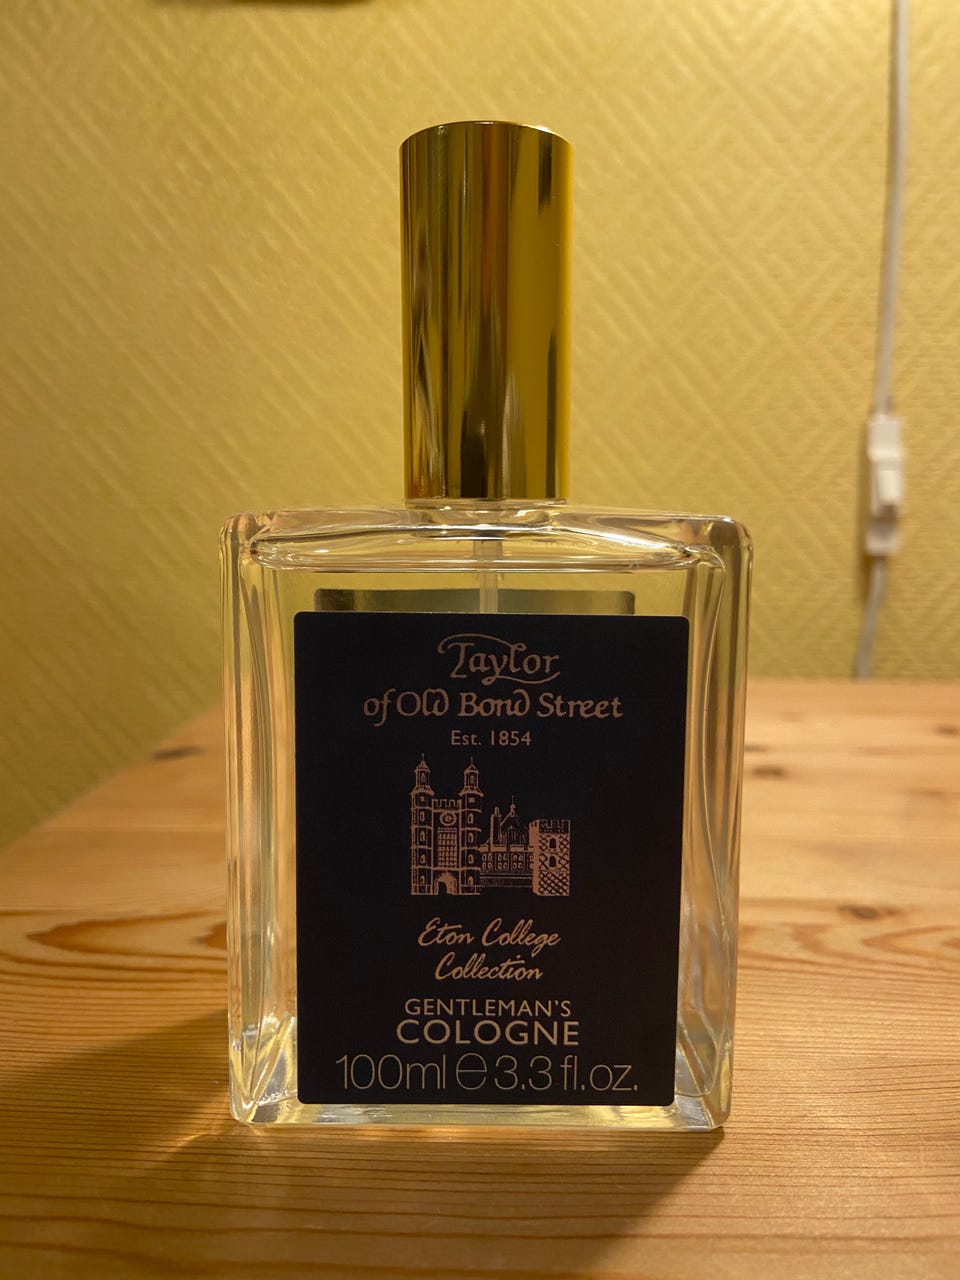 Taylor
of Old Bond Street
Est. 1854
Eton College
Collection
GENTLEMAN'S
COLOGNE
100ml e 3.3 fl.oz.